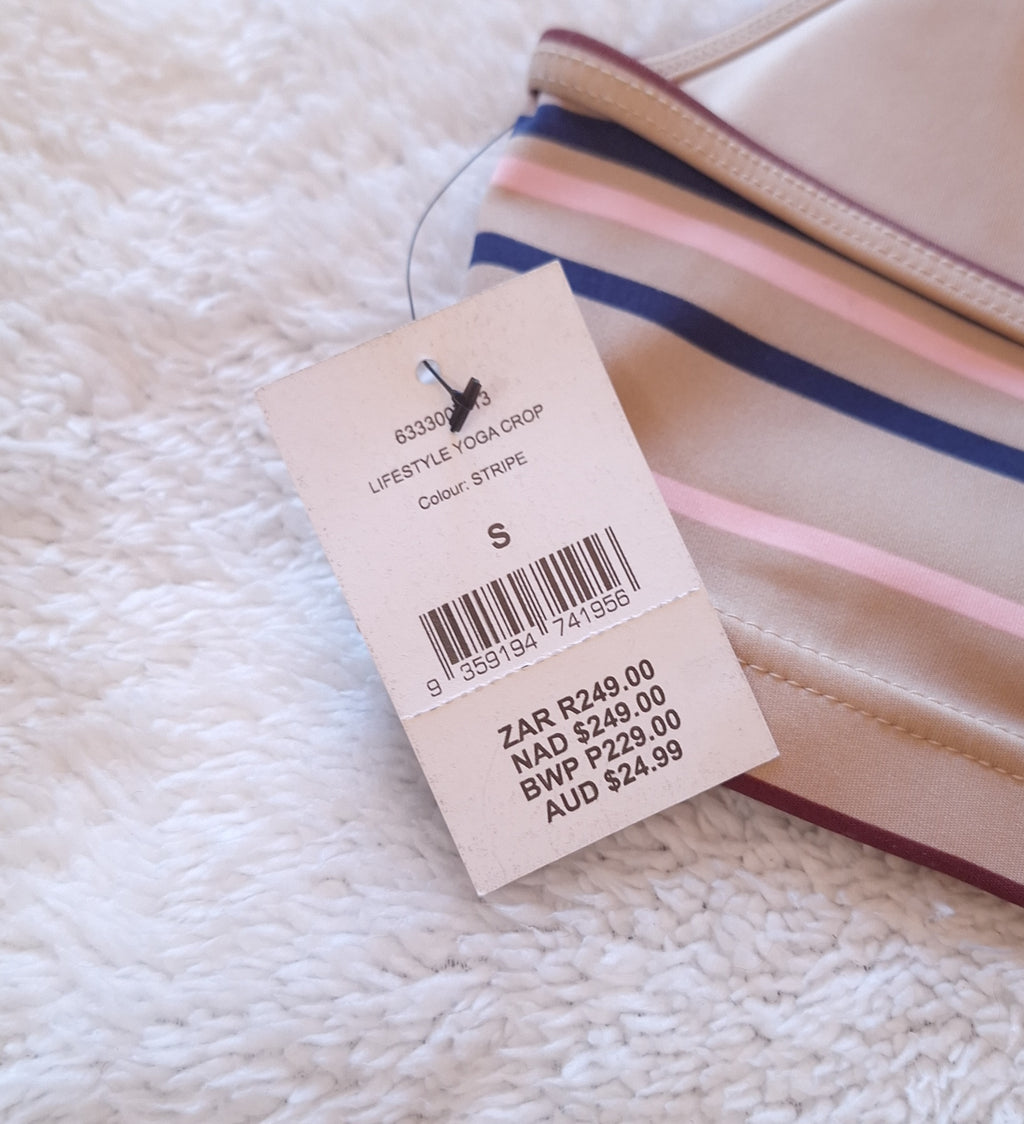 LIFESTYLE YOGA CROP
Colour: STRIPE
S
9 359194 741956
ZAR R249.00
NAD $249.00
BWP P229.00
AUD $24.99